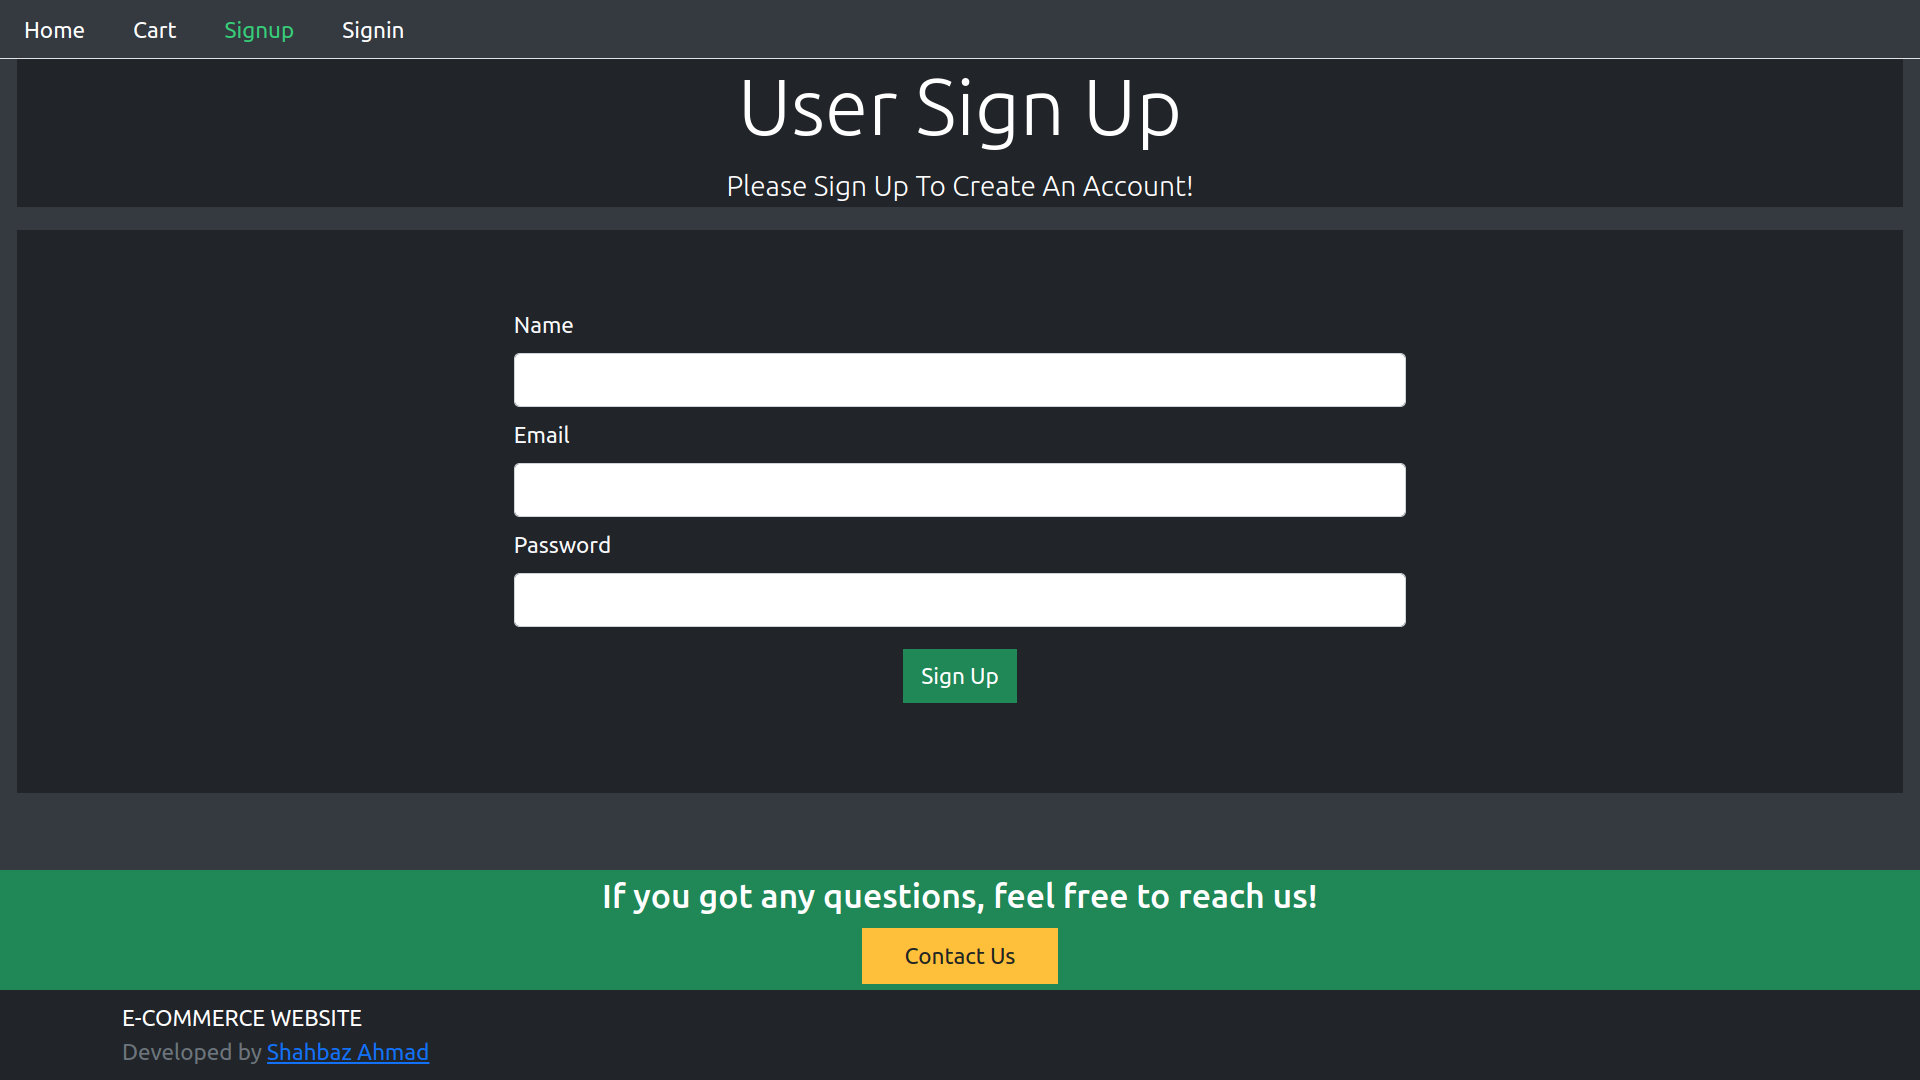 Home Cart Signup Signin
User Sign Up
Please Sign Up To Create An Account!
Name
Email
Password
Sign Up
If you got any questions, feel free to reach us!
Contact Us
E-COMMERCE WEBSITE
Developed by Shahbaz Ahmad